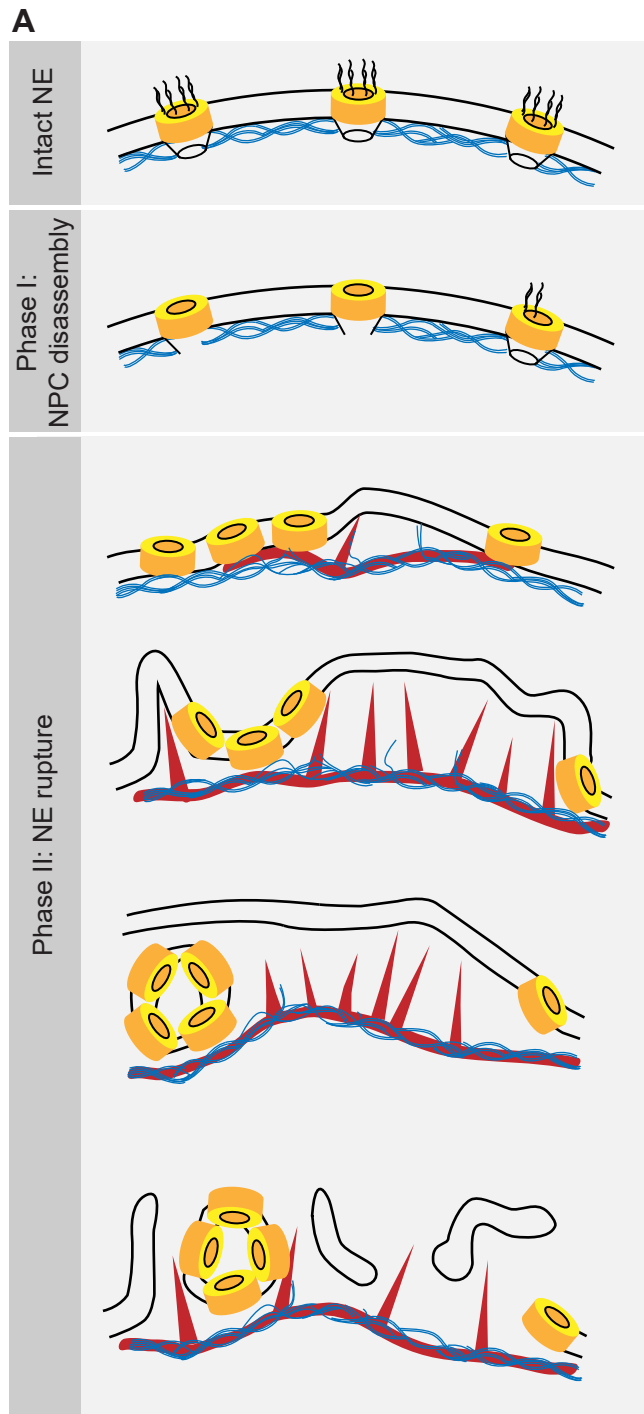 A
Intact NE
Phase I:
NPC disassembly
Phase II: NE rupture